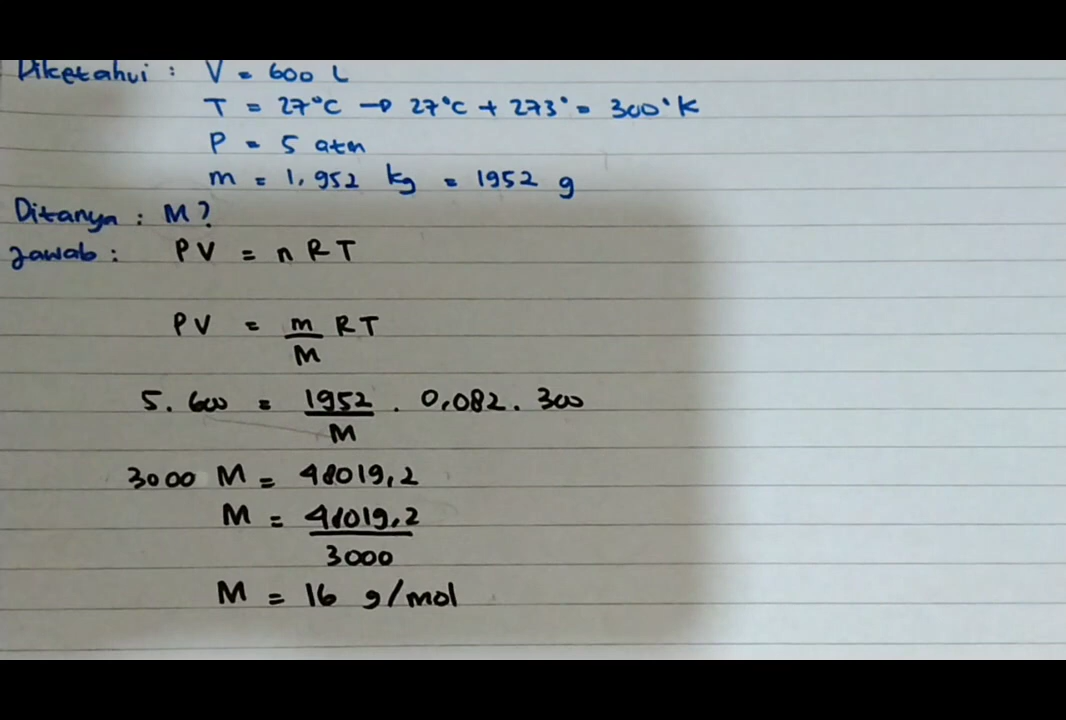 Diketahui : V = 600 L
T = 27°C → 27°C + 273° = 300°K
P = 5 atm
m = 1,952 kg = 1952 g
Ditanya : M?
Jawab : PV = n R T
PV = m/M RT
5. 600 = 1952/M . 0,082 . 300
3000 M = 48019,2
M = 48019,2/3000
M = 16 g/mol